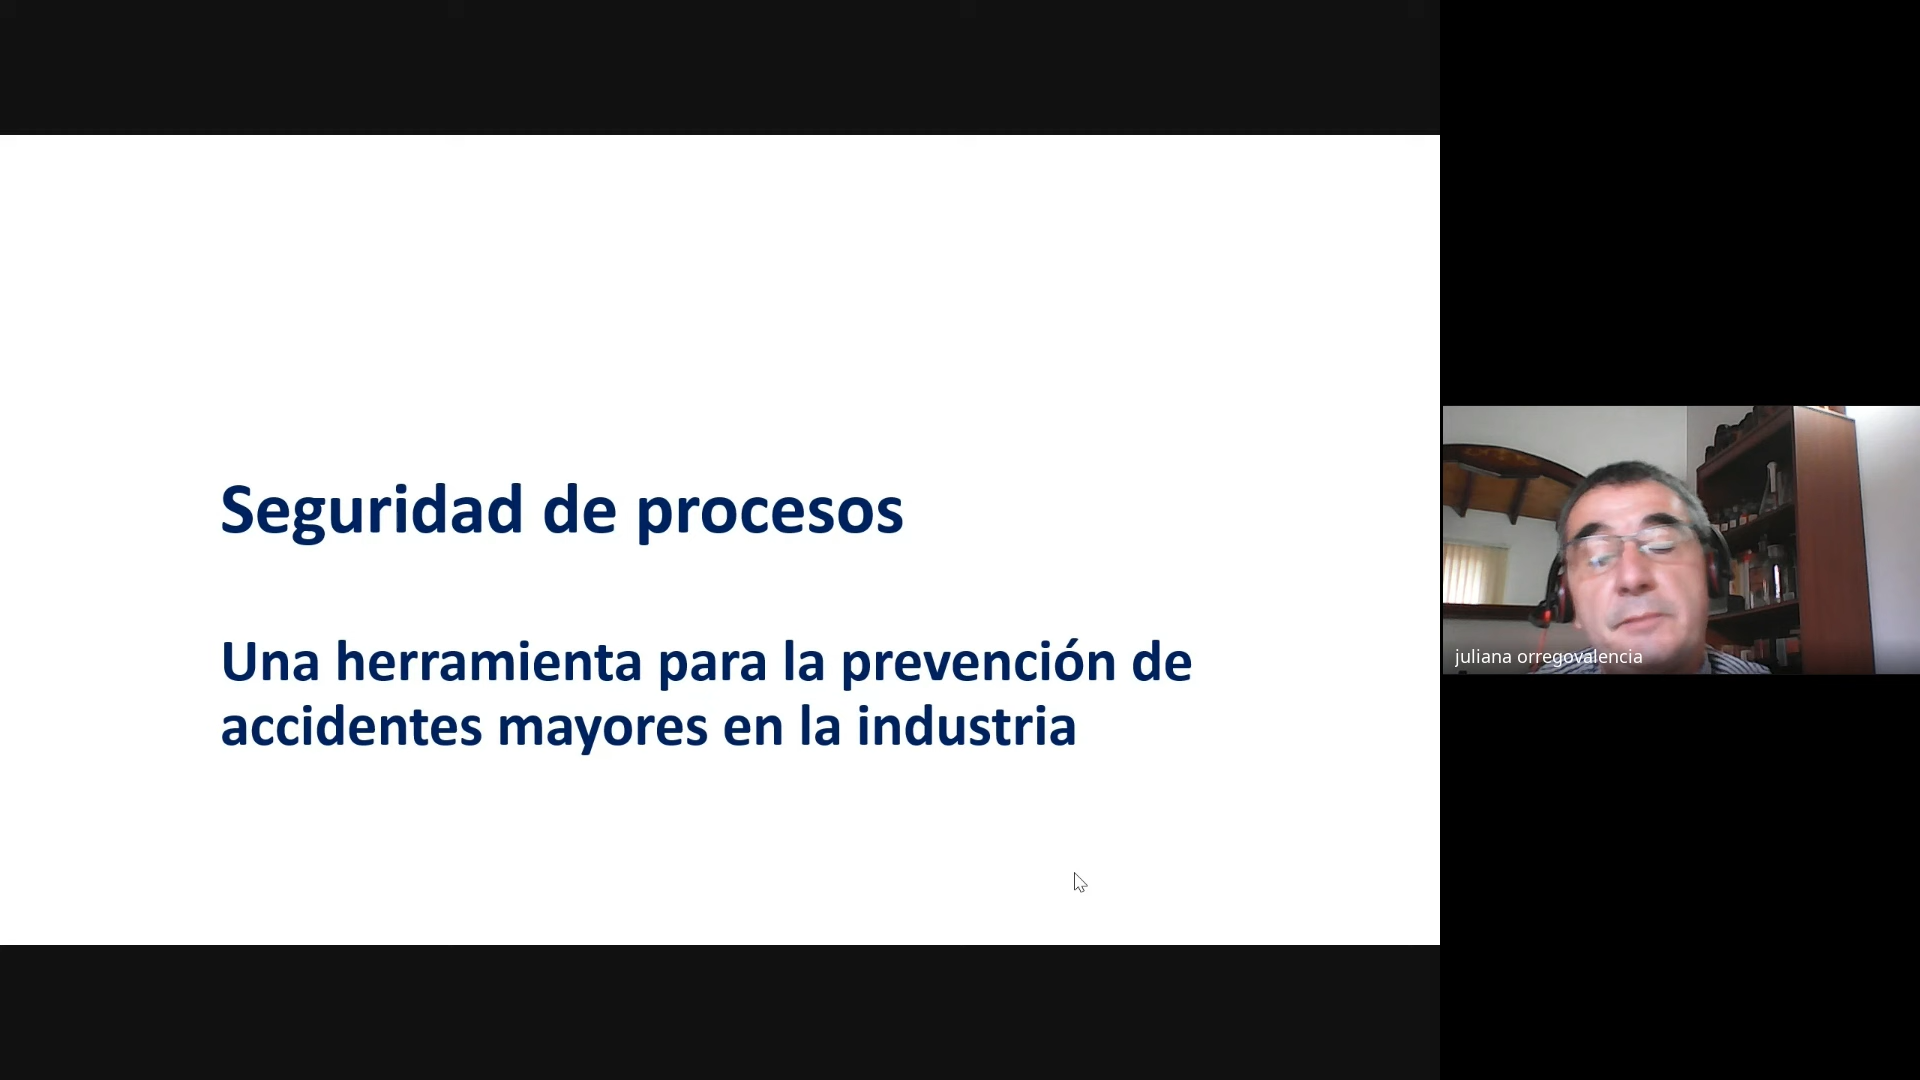 Seguridad de procesos
Una herramienta para la prevención de
accidentes mayores en la industria
juliana orregovalencia